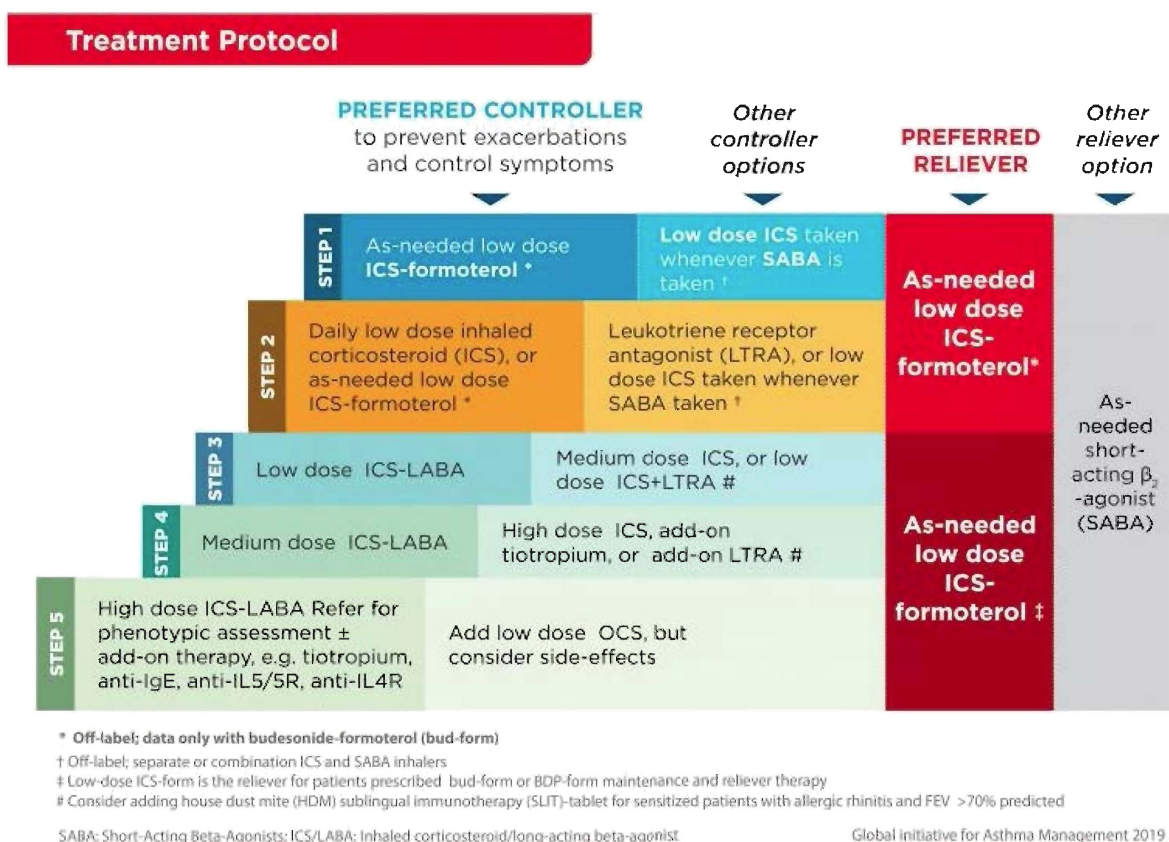 Treatment Protocol
PREFERRED CONTROLLER
to prevent exacerbations
and control symptoms
Other
controller
options
PREFERRED
RELIEVER
Other
reliever
option
STEP 1
As-needed low dose
ICS-formoterol *
Low dose ICS taken
whenever SABA is
taken †
As-needed
low dose
ICS-
formoterol*
STEP 2
Daily low dose inhaled
corticosteroid (ICS), or
as-needed low dose
ICS-formoterol *
Leukotriene receptor
antagonist (LTRA), or low
dose ICS taken whenever
SABA taken †
As-
needed
short-
acting β₂
-agonist
(SABA)
STEP 3
Low dose ICS-LABA
Medium dose ICS, or low
dose ICS+LTRA #
STEP 4
Medium dose ICS-LABA
High dose ICS, add-on
tiotropium, or add-on LTRA #
As-needed
low dose
ICS-
formoterol ‡
STEP 5
High dose ICS-LABA Refer for
phenotypic assessment ±
add-on therapy, e.g. tiotropium,
anti-IgE, anti-IL5/5R, anti-IL4R
Add low dose OCS, but
consider side-effects
* Off-label; data only with budesonide-formoterol (bud-form)
† Off-label; separate or combination ICS and SABA inhalers
‡ Low-dose ICS-form is the reliever for patients prescribed bud-form or BDP-form maintenance and reliever therapy
# Consider adding house dust mite (HDM) sublingual immunotherapy (SLIT)-tablet for sensitized patients with allergic rhinitis and FEV >70% predicted
SABA: Short-Acting Beta-Agonists; ICS/LABA: Inhaled corticosteroid/long-acting beta-agonist
Global initiative for Asthma Management 2019